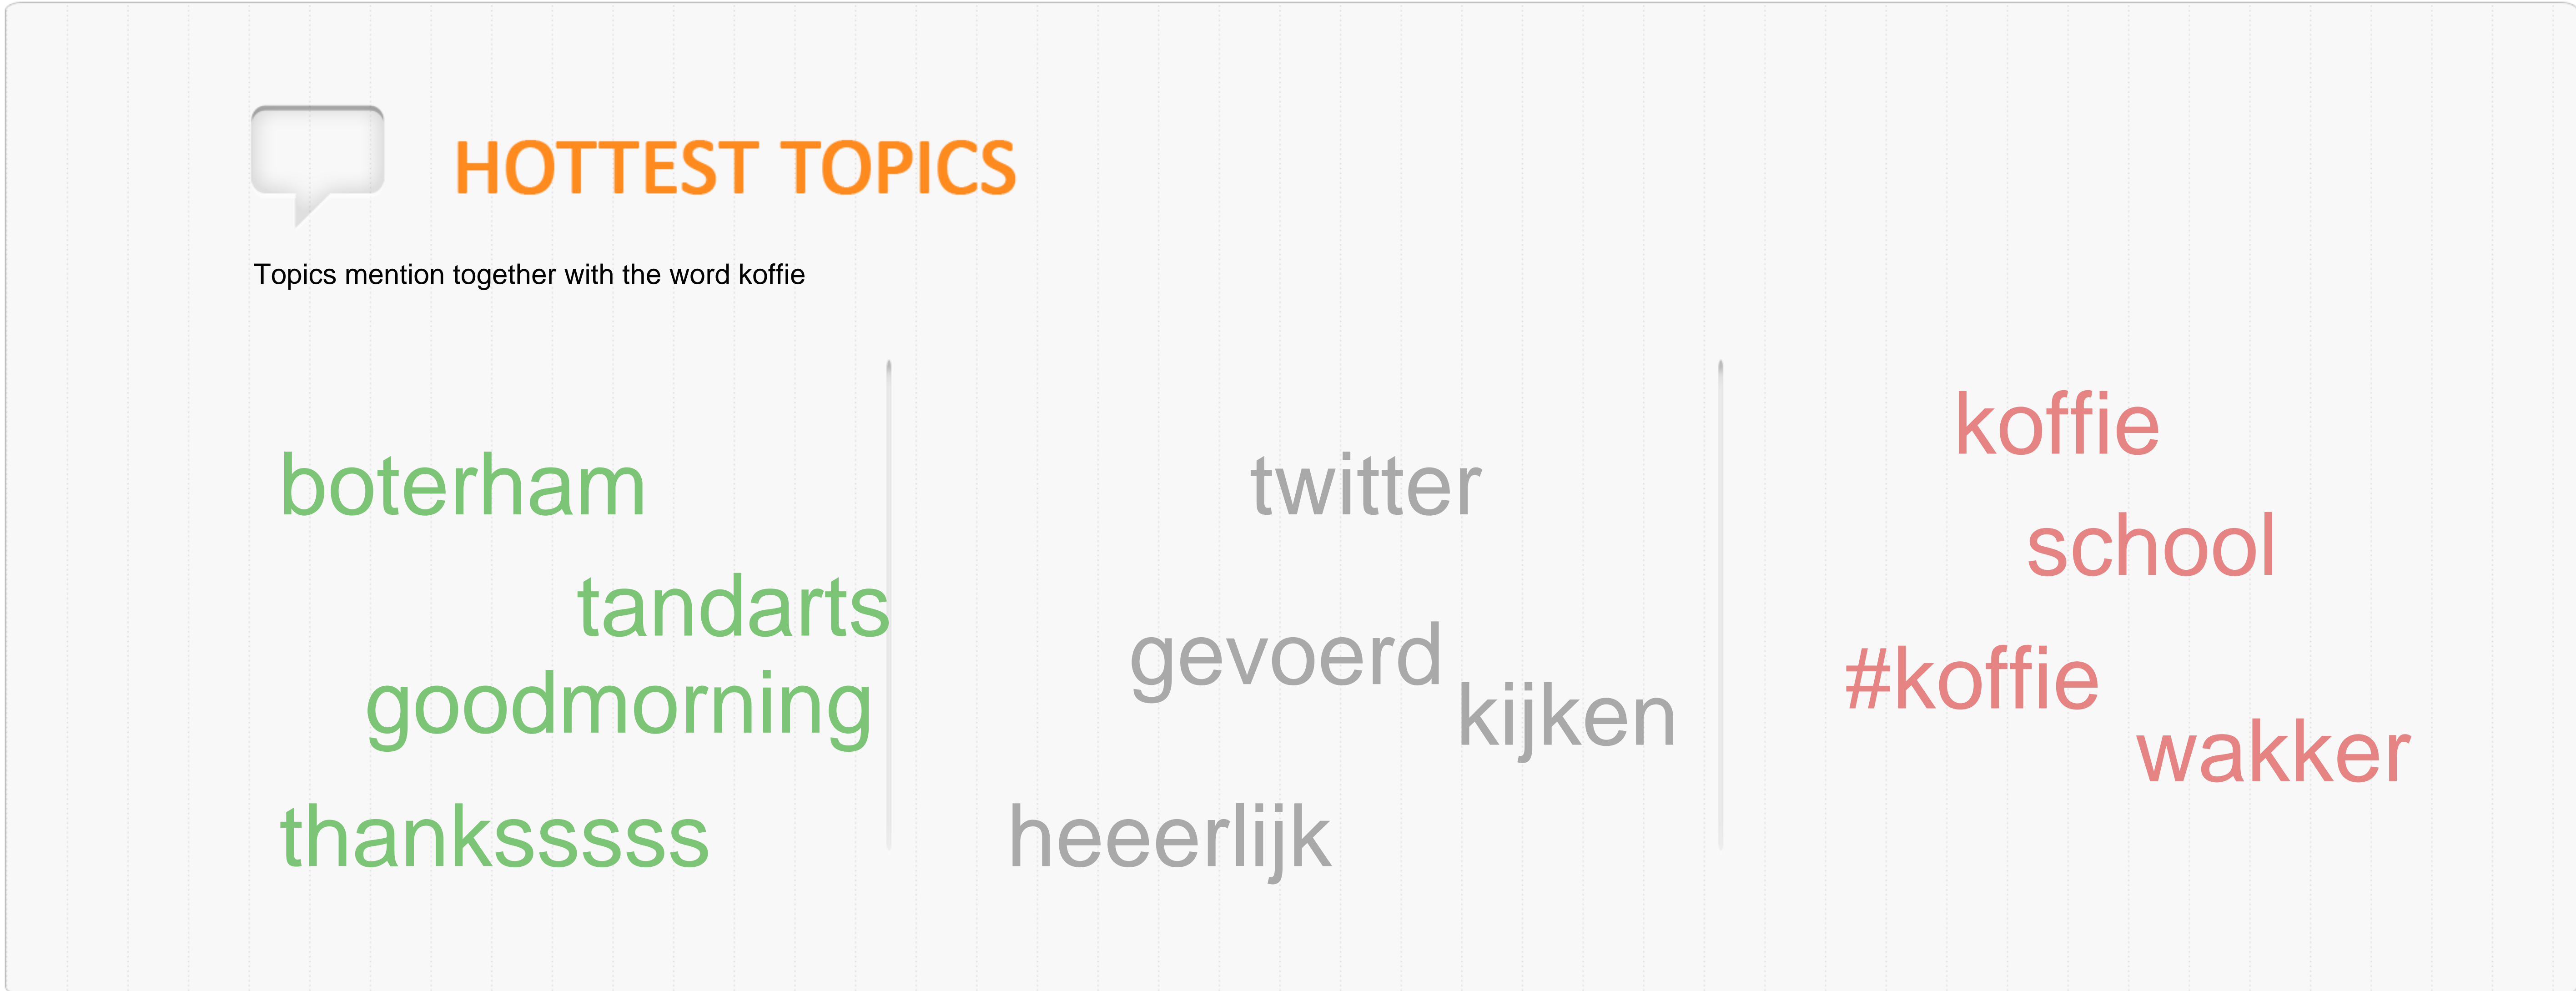 HOTTEST TOPICS
Topics mention together with the word koffie
boterham
tandarts
goodmorning
thanksssss
twitter
gevoerd
kijken
heeerlijk
koffie
school
#koffie
wakker